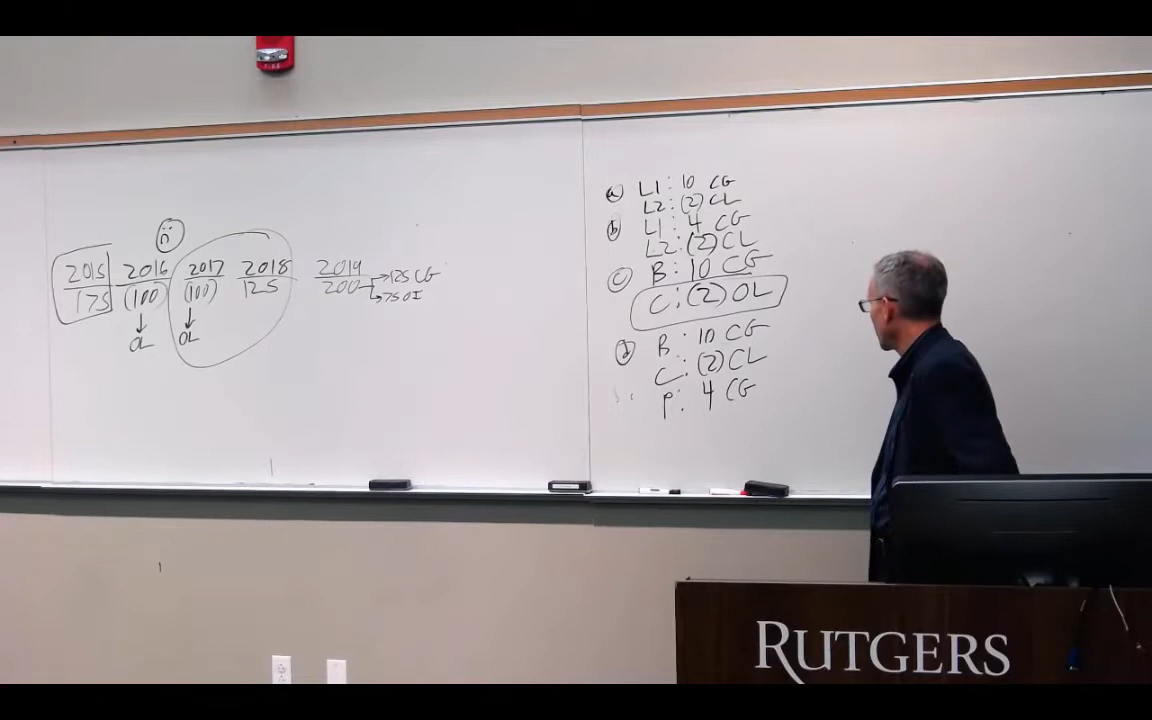 2015 2016 2017 2018 2019
175 (100) (100) 125 200 → 125 CG
→ 75 OI
↓ ↓
OL OL
ⓐ L1: 10 CG
L2: (2) CL
ⓑ L1: 4 CG
L2: (2) CL
ⓒ B: 10 CG
C: (2) OL
ⓓ B: 10 CG
C: (2) CL
P: 4 CG
RUTGERS